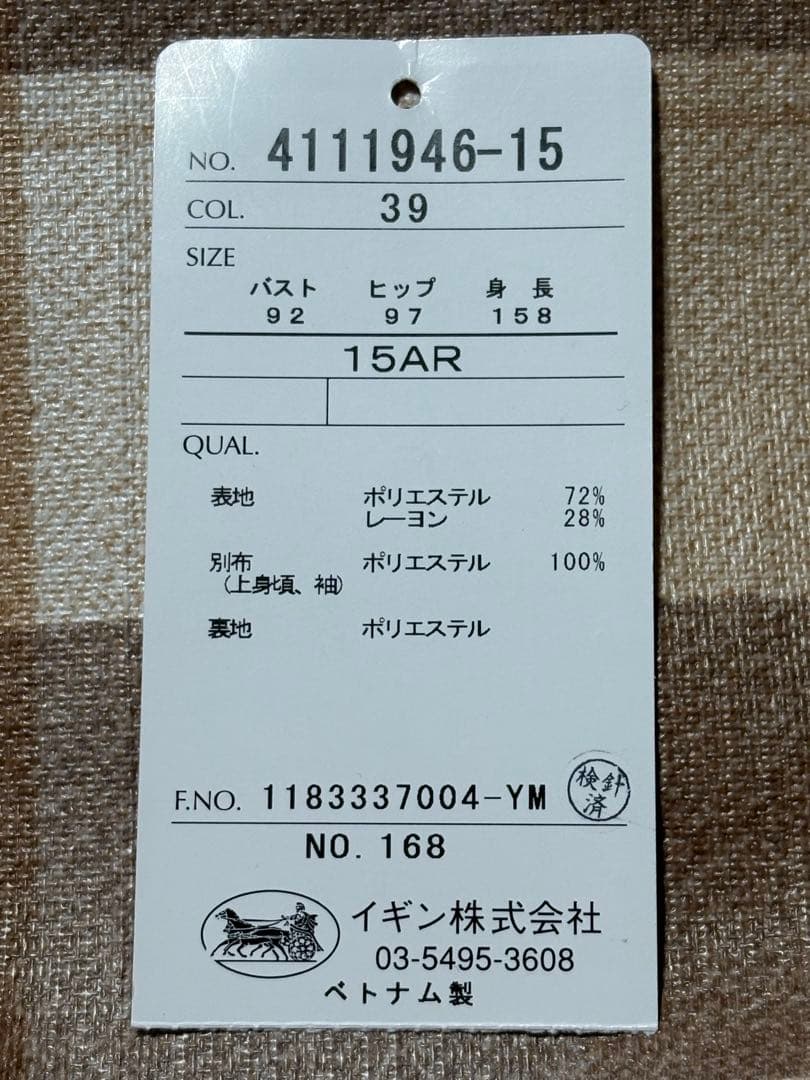 NO. 4111946-15
COL. 39
SIZE
バスト ヒップ 身長
92 97 158
15AR
QUAL.
表地 ポリエステル 72%
レーヨン 28%
別布 ポリエステル 100%
(上身頃、袖)
裏地 ポリエステル
F.NO. 1183337004-YM 検針済
NO. 168
イギン株式会社
03-5495-3608
ベトナム製